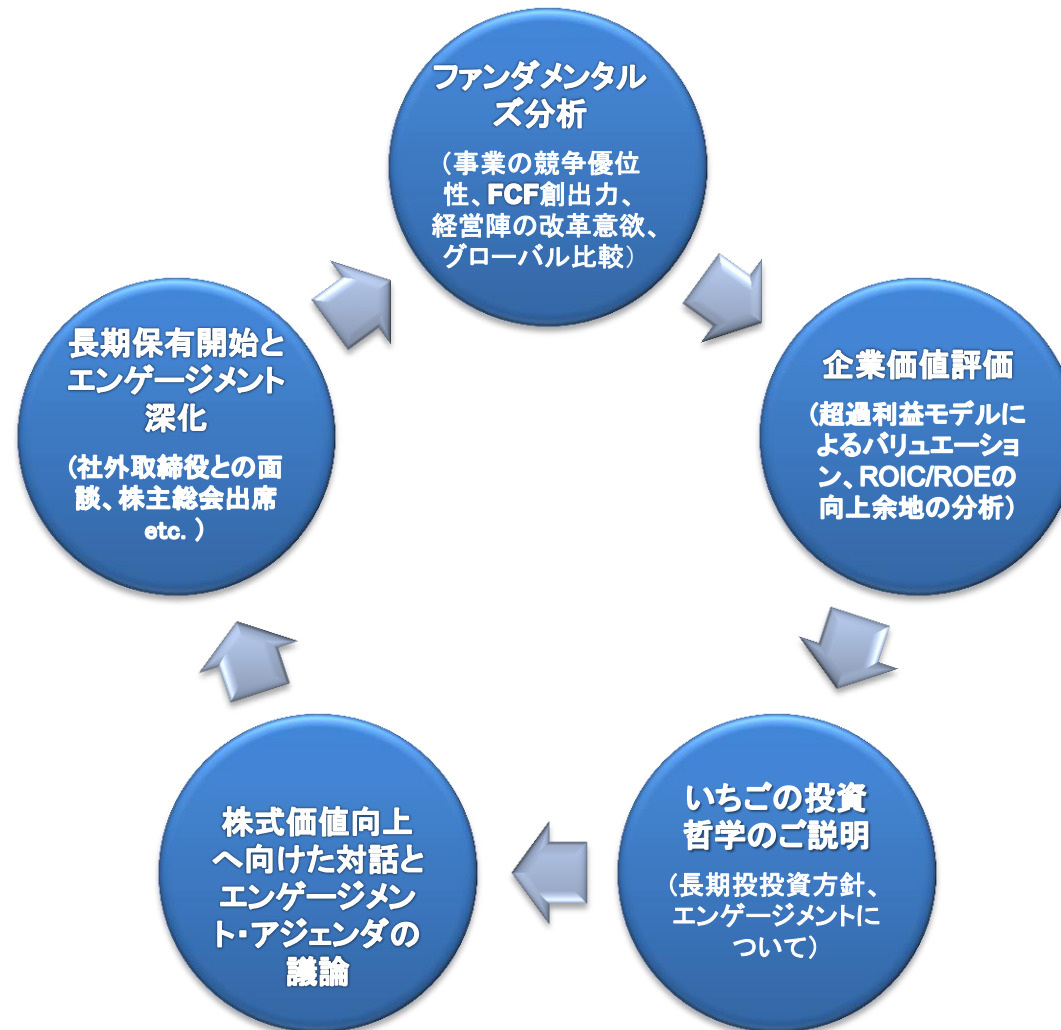 ファンダメンタル
ズ分析
（事業の競争優位
性、FCF創出力、
経営陣の改革意欲、
グローバル比較）
企業価値評価
（超過利益モデルに
よるバリュエーショ
ン、ROIC/ROEの
向上余地の分析）
いちごの投資
哲学のご説明
（長期投投資方針、
エンゲージメントに
ついて）
株式価値向上
へ向けた対話と
エンゲージメン
ト・アジェンダの
議論
長期保有開始と
エンゲージメント
深化
（社外取締役との面
談、株主総会出席
etc. ）